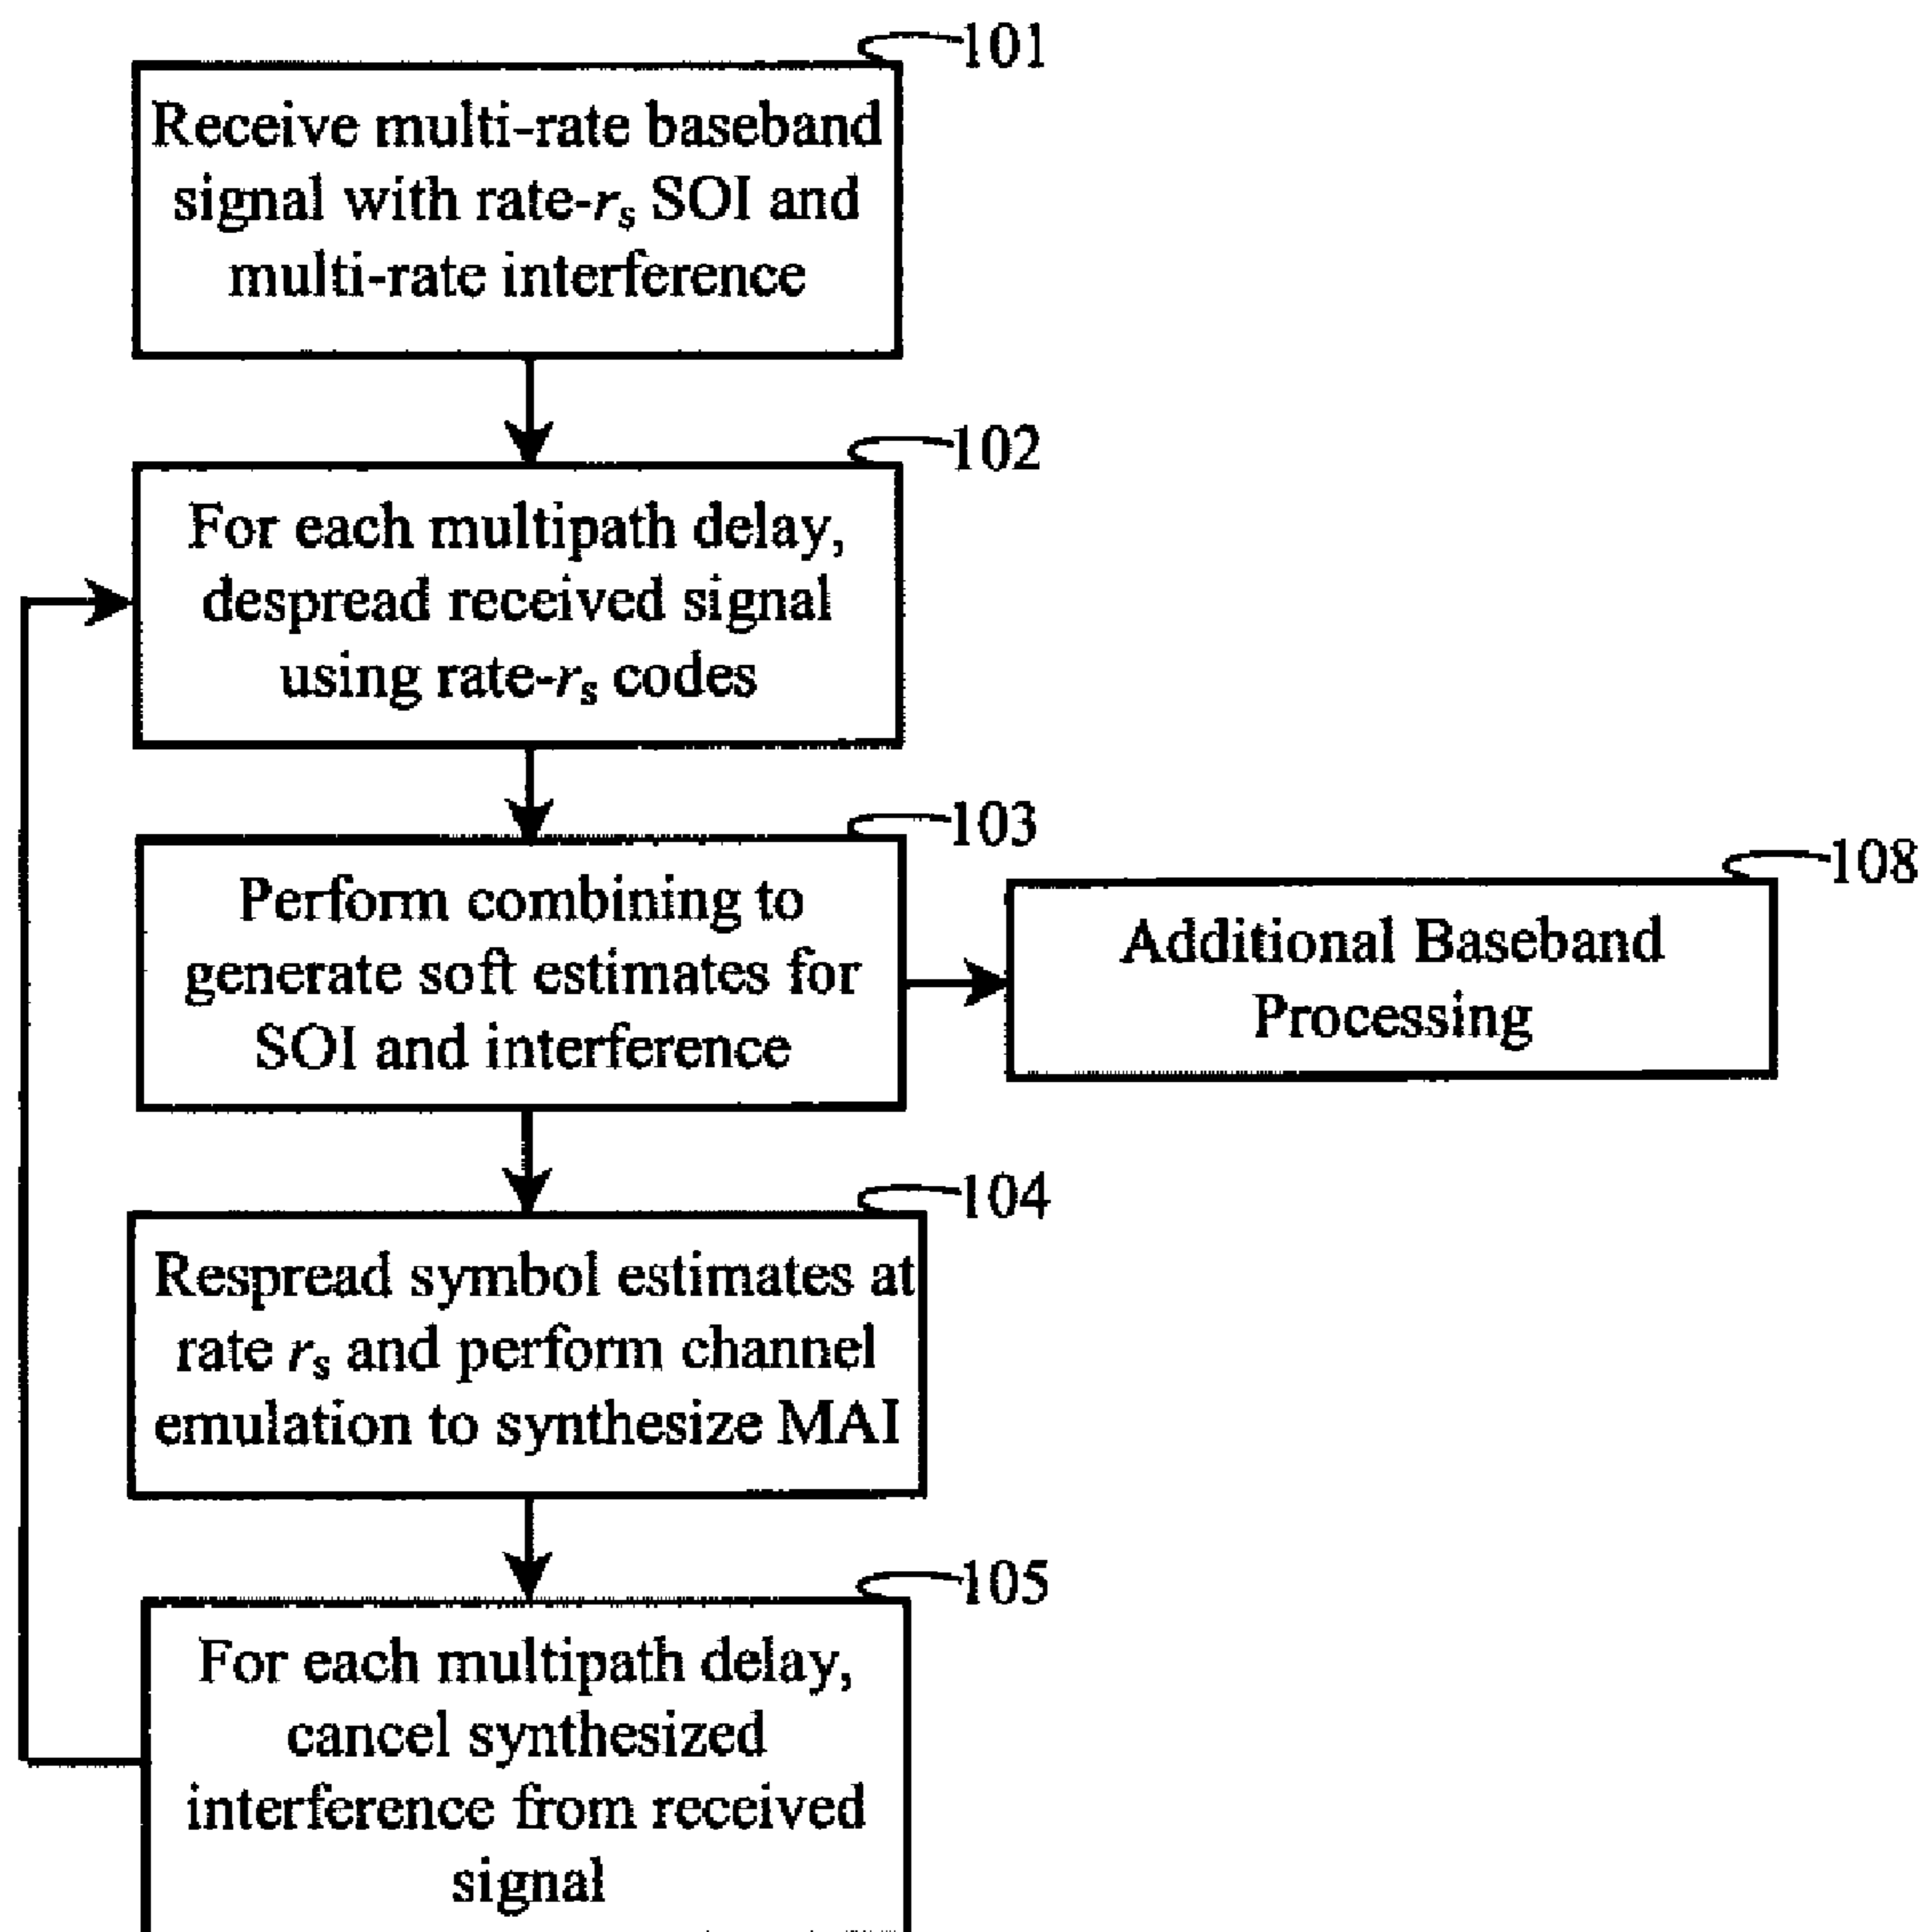 101
Receive multi-rate baseband
signal with rate-rₛ SOI and
multi-rate interference
102
For each multipath delay,
despread received signal
using rate-rₛ codes
103
Perform combining to
generate soft estimates for
SOI and interference
108
Additional Baseband
Processing
104
Respread symbol estimates at
rate rₛ and perform channel
emulation to synthesize MAI
105
For each multipath delay,
cancel synthesized
interference from received
signal